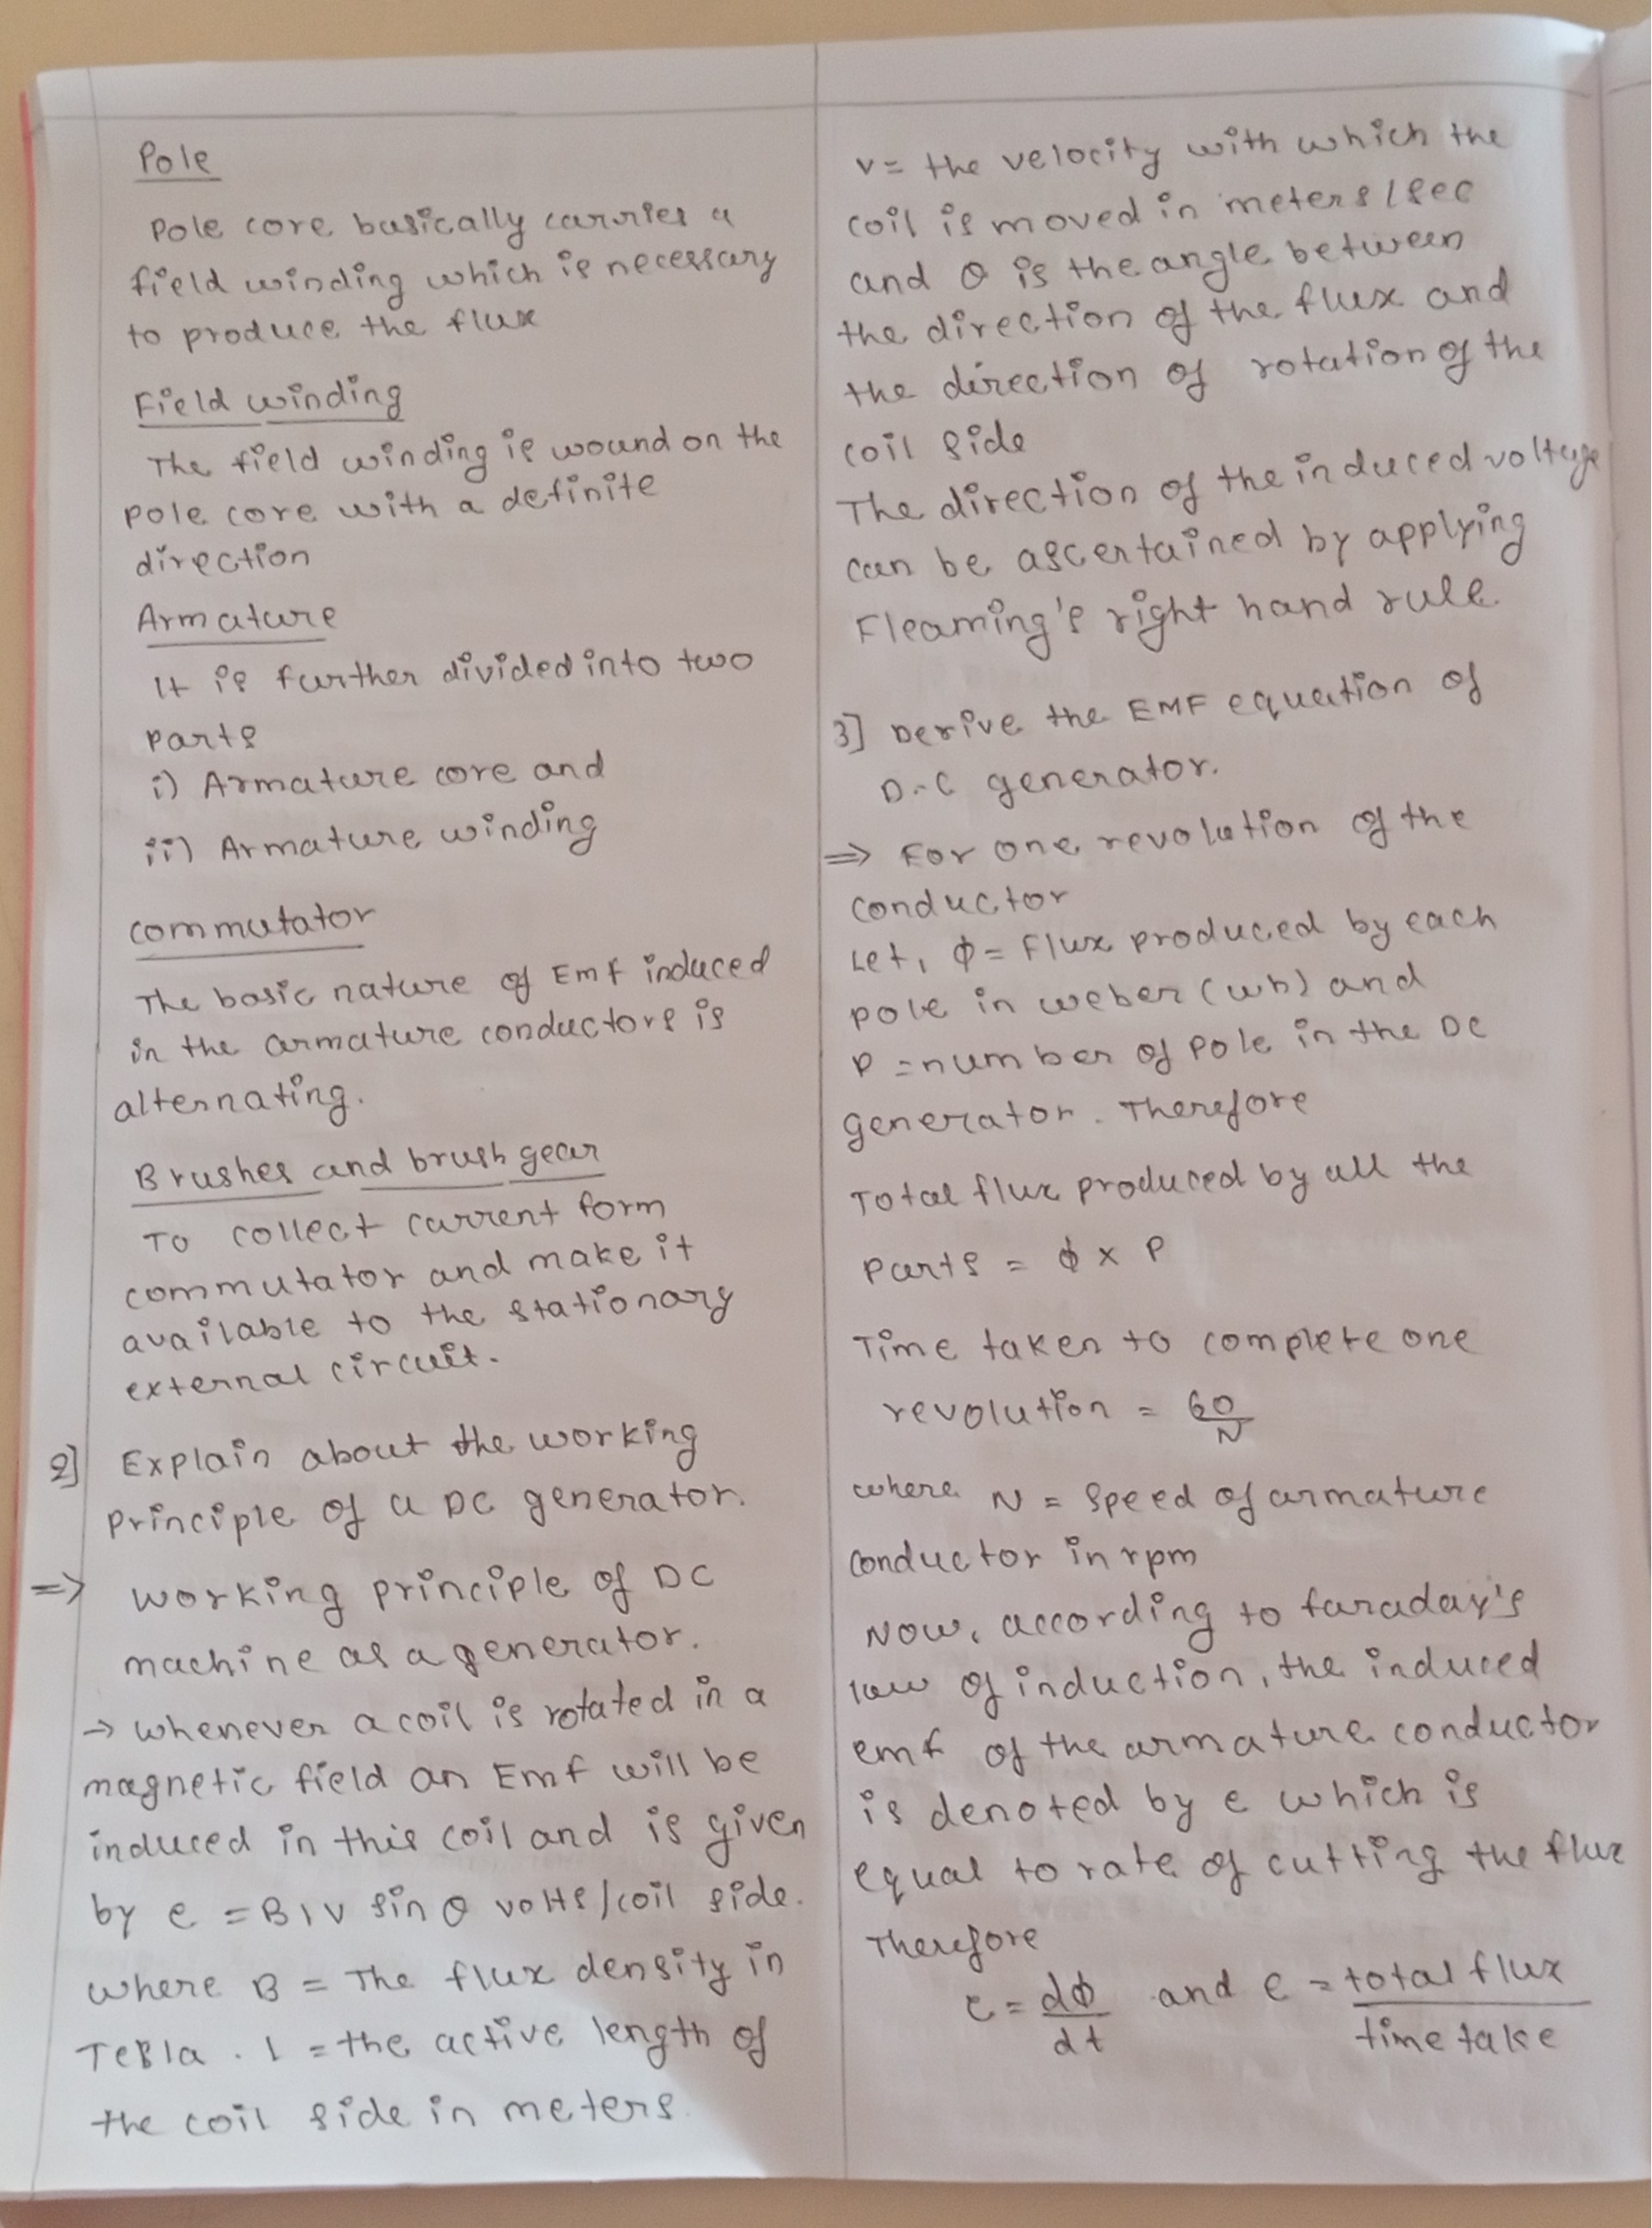 Pole
Pole core basically carries a
field winding which is necessary
to produce the flux
Field winding
The field winding is wound on the
pole core with a definite
direction
Armature
It is further divided into two
parts
i) Armature core and
ii) Armature winding
commutator
The basic nature of Emf induced
in the armature conductors is
alternating.
Brushes and brush gear
To collect current form
commutator and make it
available to the stationary
external circuit.
2] Explain about the working
principle of a DC generator.
=> working principle of DC
machine as a generator.
→ whenever a coil is rotated in a
magnetic field an Emf will be
induced in this coil and is given
by e = B l v sin θ volts/coil side.
where B = The flux density in
Tesla. l = the active length of
the coil side in meters.
v = the velocity with which the
coil is moved in meters/sec
and θ is the angle between
the direction of the flux and
the direction of rotation of the
coil side
The direction of the induced voltage
can be ascertained by applying
Fleaming's right hand rule.
3] Derive the EMF equation of
D.C generator.
=> For one revolution of the
conductor
Let, ϕ = Flux produced by each
pole in weber (wb) and
P = number of pole in the DC
generator. Therefore
Total flux produced by all the
parts = ϕ x P
Time taken to complete one
revolution = 60/N
where N = Speed of armature
conductor in rpm
Now, according to faraday's
law of induction, the induced
emf of the armature conductor
is denoted by e which is
equal to rate of cutting the flux
Therefore
e = dϕ/dt and e = total flux/time take